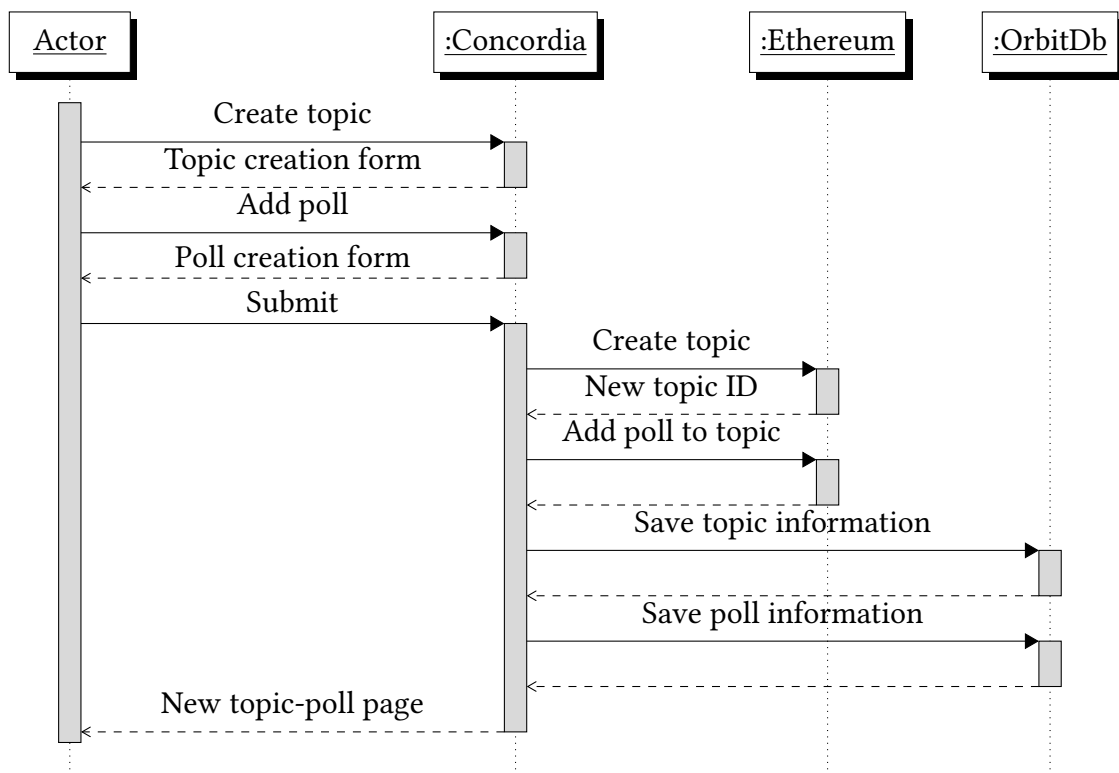 Actor
:Concordia
:Ethereum
:OrbitDb
Create topic
Topic creation form
Add poll
Poll creation form
Submit
Create topic
New topic ID
Add poll to topic
Save topic information
Save poll information
New topic-poll page